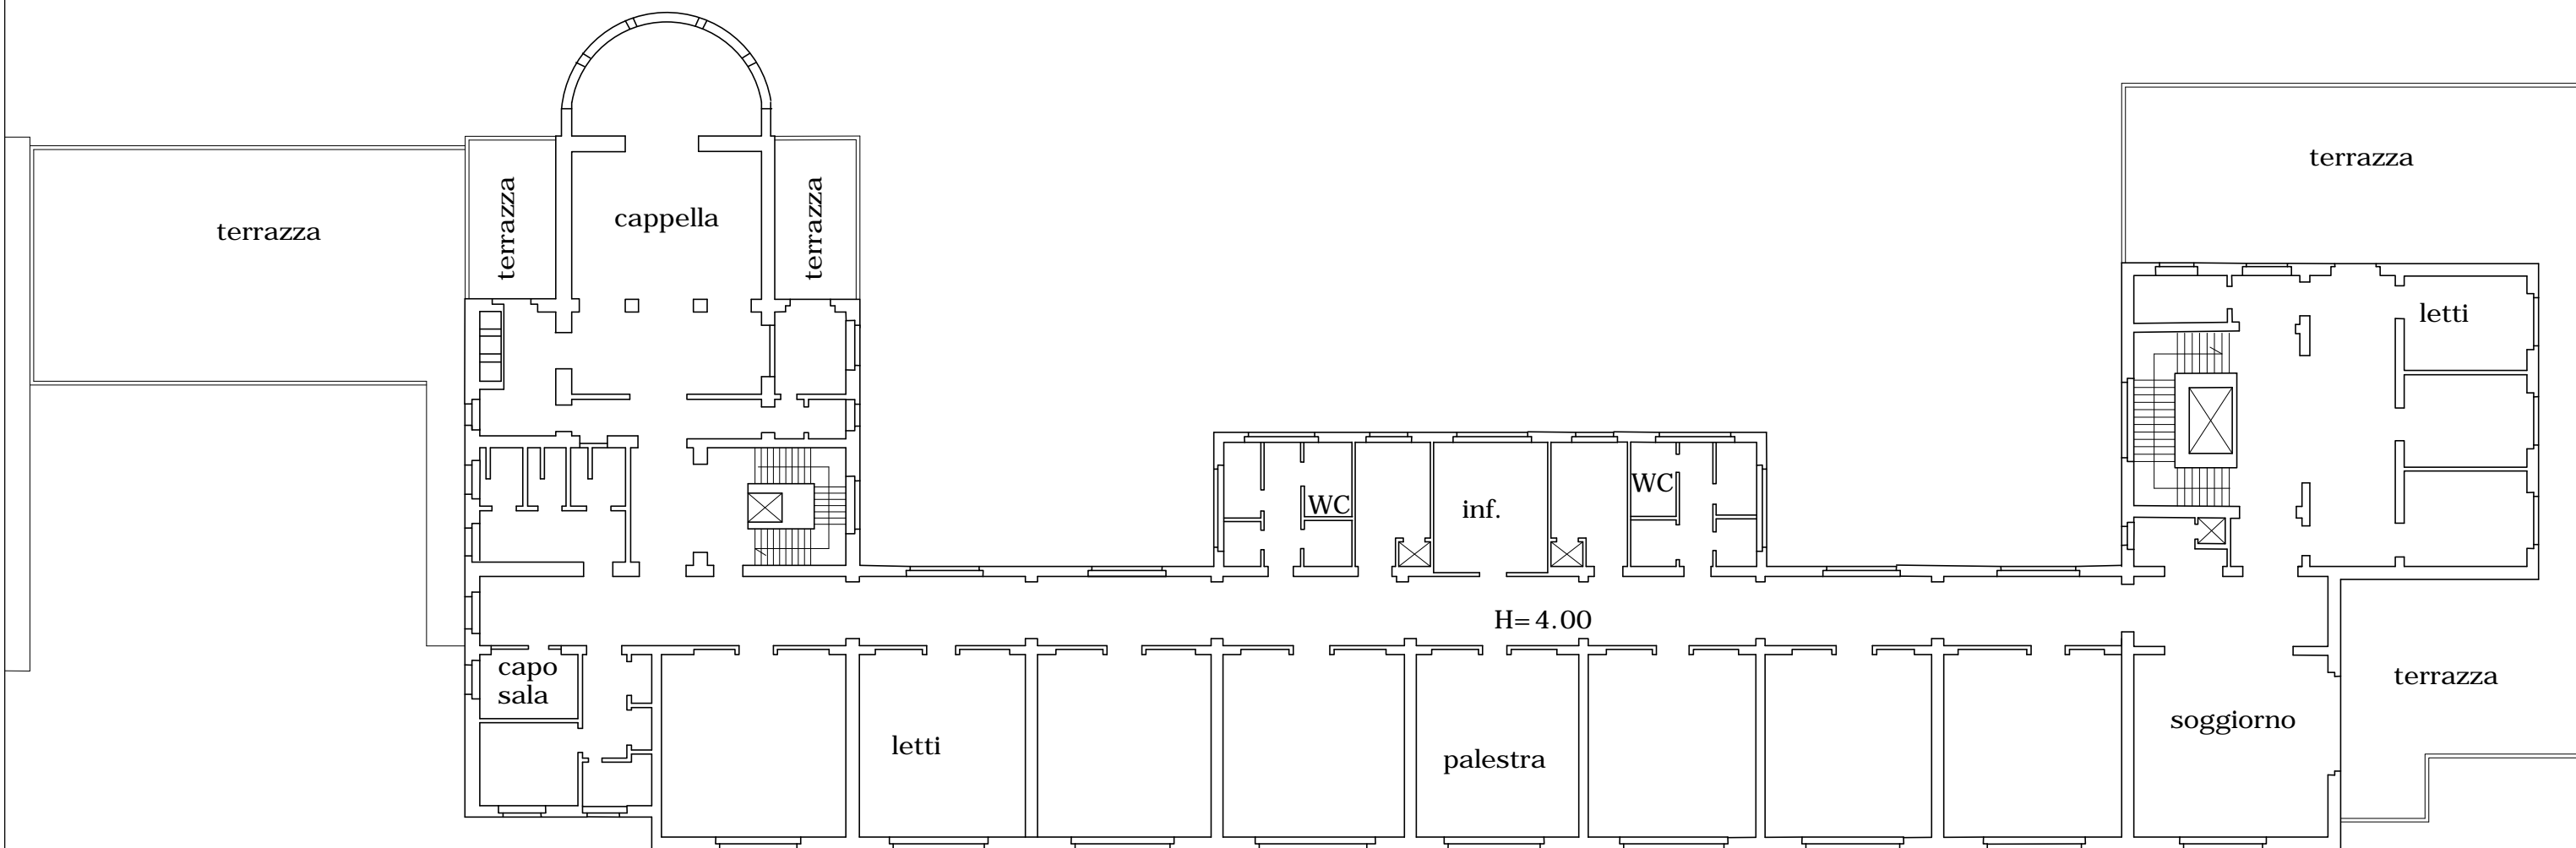 terrazza
terrazza
terrazza
cappella
terrazza
letti
WC
WC
inf.
H=4.00
capo
sala
letti
palestra
soggiorno
terrazza